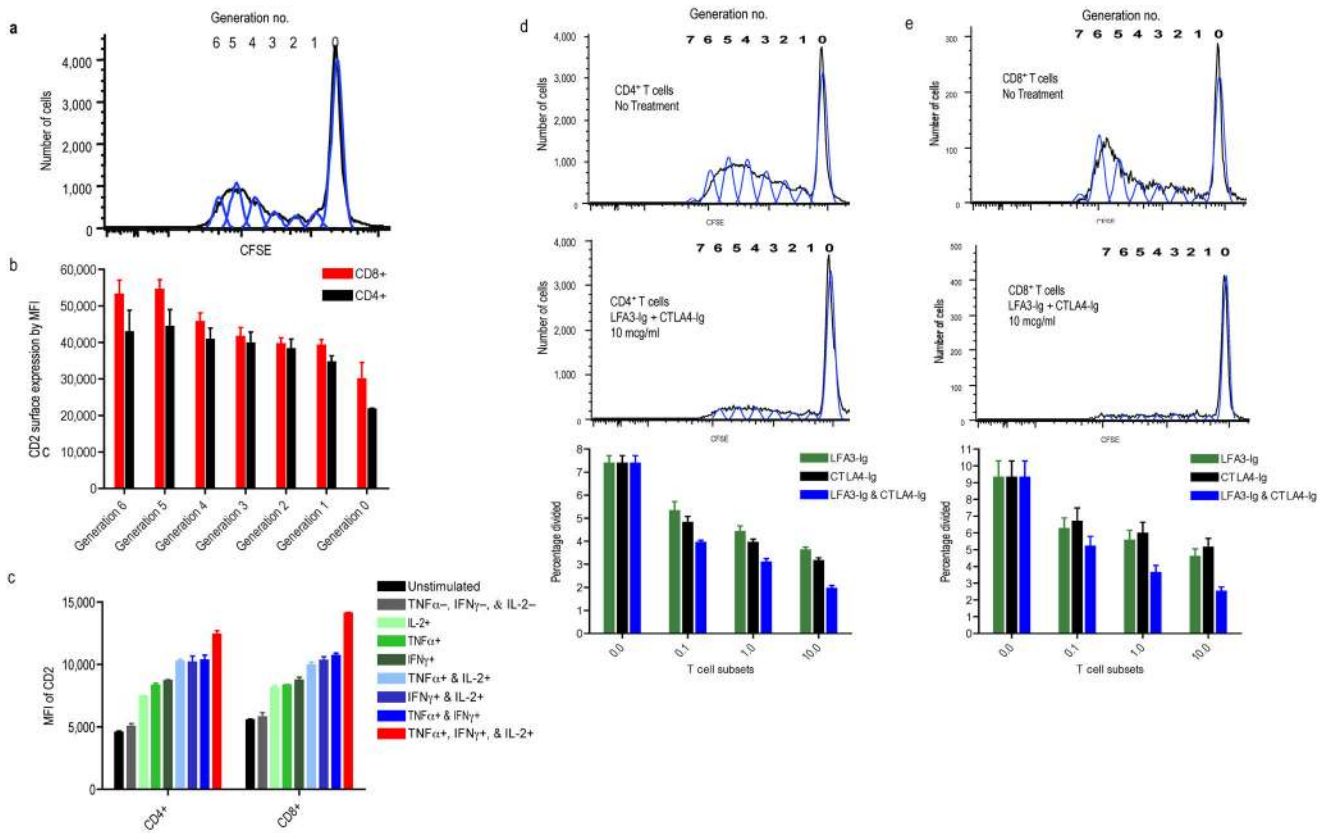 a
Generation no.
6 5 4 3 2 1 0
4,000
3,000
2,000
1,000
0
Number of cells
CFSE
b
60,000
50,000
40,000
30,000
20,000
10,000
0
CD2 surface expression by MFI
c
CD8+
CD4+
Generation 6
Generation 5
Generation 4
Generation 3
Generation 2
Generation 1
Generation 0
c
15,000
10,000
5,000
0
MFI of CD2
CD4+
CD8+
Unstimulated
TNFα–, IFNγ–, & IL-2–
IL-2+
TNFα+
IFNγ+
TNFα+ & IL-2+
IFNγ+ & IL-2+
TNFα+ & IFNγ+
TNFα+, IFNγ+, & IL-2+
d
Generation no.
7 6 5 4 3 2 1 0
4,000
3,000
2,000
1,000
0
Number of cells
CD4+ T cells
No Treatment
CFSE
7 6 5 4 3 2 1 0
4,000
3,000
2,000
1,000
0
Number of cells
CD4+ T cells
LFA3-Ig + CTLA4-Ig
10 mcg/ml
CFSE
8
7
6
5
4
3
2
1
0
Percentage divided
LFA3-Ig
CTLA4-Ig
LFA3-Ig & CTLA4-Ig
0.0
0.1
1.0
10.0
T cell subsets
e
Generation no.
7 6 5 4 3 2 1 0
300
200
100
0
Number of cells
CD8+ T cells
No Treatment
CFSE
7 6 5 4 3 2 1 0
500
400
300
200
100
0
Number of cells
CD8+ T cells
LFA3-Ig + CTLA4-Ig
10 mcg/ml
CFSE
11
10
9
8
7
6
5
4
3
2
1
0
Percentage divided
LFA3-Ig
CTLA4-Ig
LFA3-Ig & CTLA4-Ig
0.0
0.1
1.0
10.0
T cell subsets